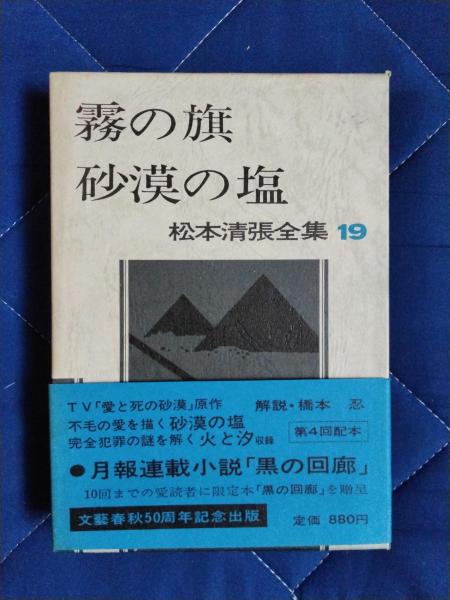 霧の旗
砂漠の塩
松本清張全集 19
TV「愛と死の砂漠」原作
解説・橋本 忍
不毛の愛を描く 砂漠の塩
完全犯罪の謎を解く 火と汐 収録
第4回配本
●月報連載小説「黒の回廊」
10回までの愛読者に限定本「黒の回廊」を贈呈
文藝春秋50周年記念出版
定価 880円